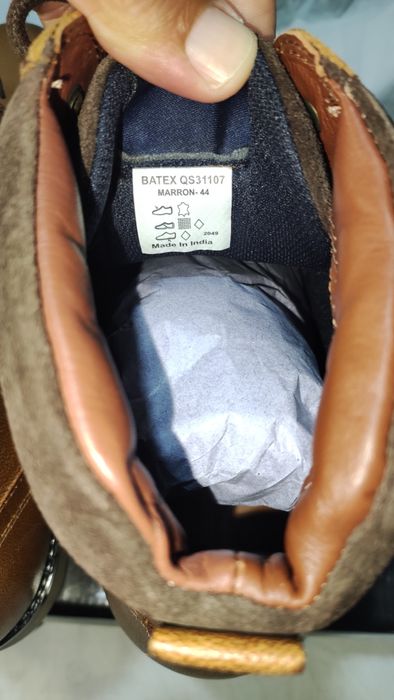 BATEX QS31107
MARRON- 44
2049
Made In India